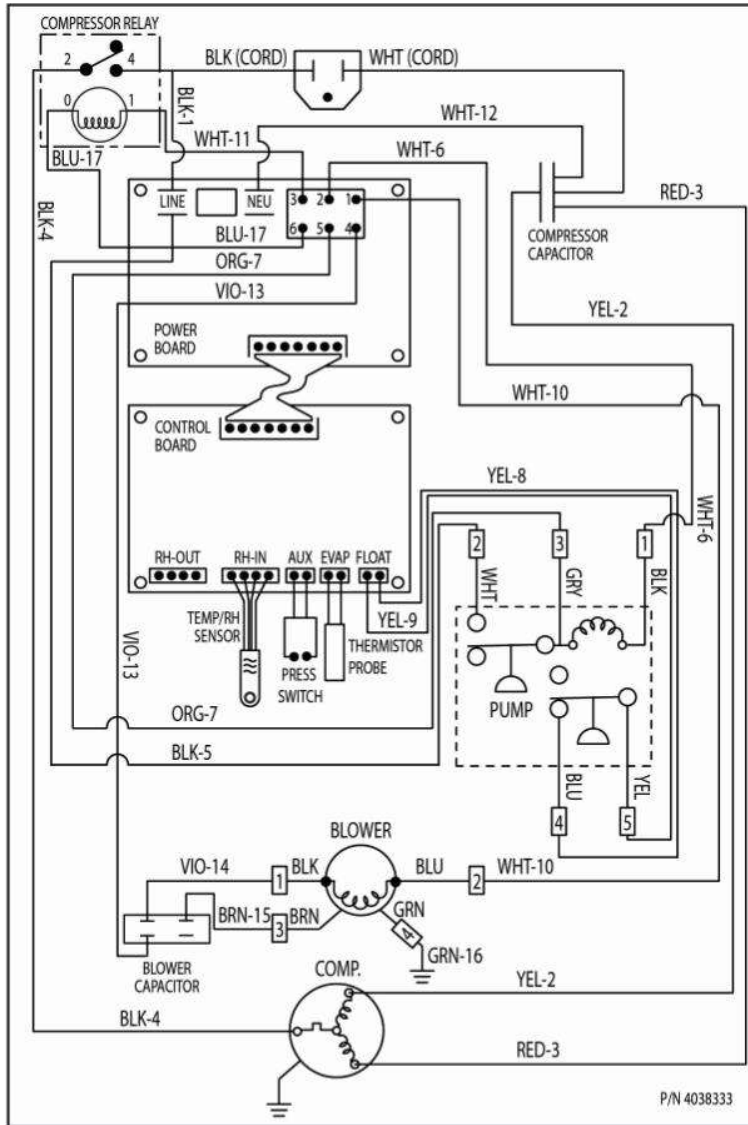 COMPRESSOR RELAY
2
4
0
1
BLK (CORD)
WHT (CORD)
BLK-1
WHT-12
WHT-11
WHT-6
BLU-17
RED-3
BLK-4
LINE
NEU
3
2
1
6
5
4
BLU-17
ORG-7
VIO-13
COMPRESSOR
CAPACITOR
YEL-2
POWER
BOARD
WHT-10
CONTROL
BOARD
YEL-8
WHT-6
2
3
1
RH-OUT
RH-IN
AUX
EVAP
FLOAT
WHT
GRY
BLK
YEL-9
TEMP/RH
SENSOR
THERMISTOR
PROBE
PRESS
SWITCH
VIO-13
PUMP
ORG-7
BLK-5
BLU
YEL
4
5
BLOWER
VIO-14
1
BLK
BLU
2
WHT-10
BRN-15
3
BRN
GRN
4
GRN-16
BLOWER
CAPACITOR
COMP.
YEL-2
BLK-4
RED-3
P/N 4038333